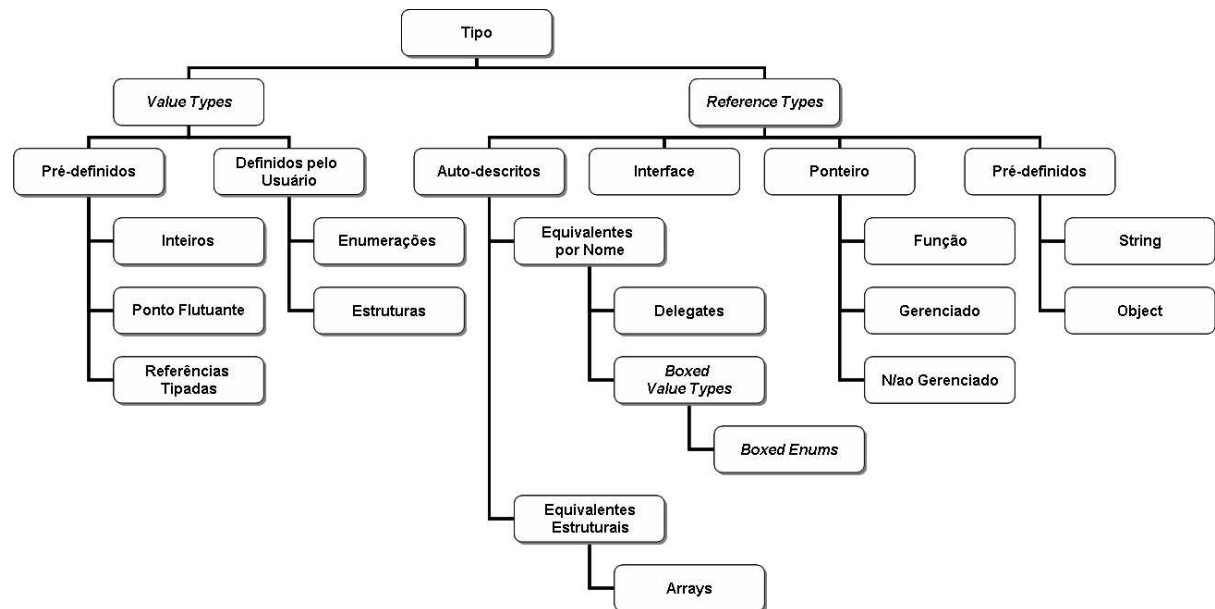 Tipo
Value Types
Reference Types
Pré-definidos
Definidos pelo
Usuário
Auto-descritos
Interface
Ponteiro
Pré-definidos
Inteiros
Enumerações
Equivalentes
por Nome
Função
String
Ponto Flutuante
Estruturas
Delegates
Gerenciado
Object
Referências
Tipadas
Boxed
Value Types
N/ao Gerenciado
Boxed Enums
Equivalentes
Estruturais
Arrays